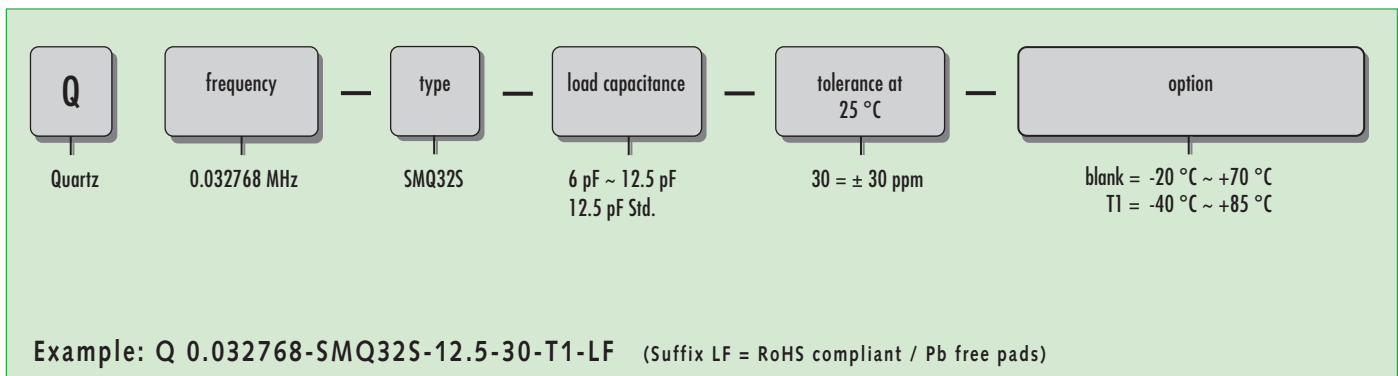 Q
frequency
—
type
—
load capacitance
—
tolerance at
25 °C
—
option
Quartz
0.032768 MHz
SMQ32S
6 pF ~ 12.5 pF
12.5 pF Std.
30 = ± 30 ppm
blank = -20 °C ~ +70 °C
T1 = -40 °C ~ +85 °C
Example: Q 0.032768-SMQ32S-12.5-30-T1-LF (Suffix LF = RoHS compliant / Pb free pads)